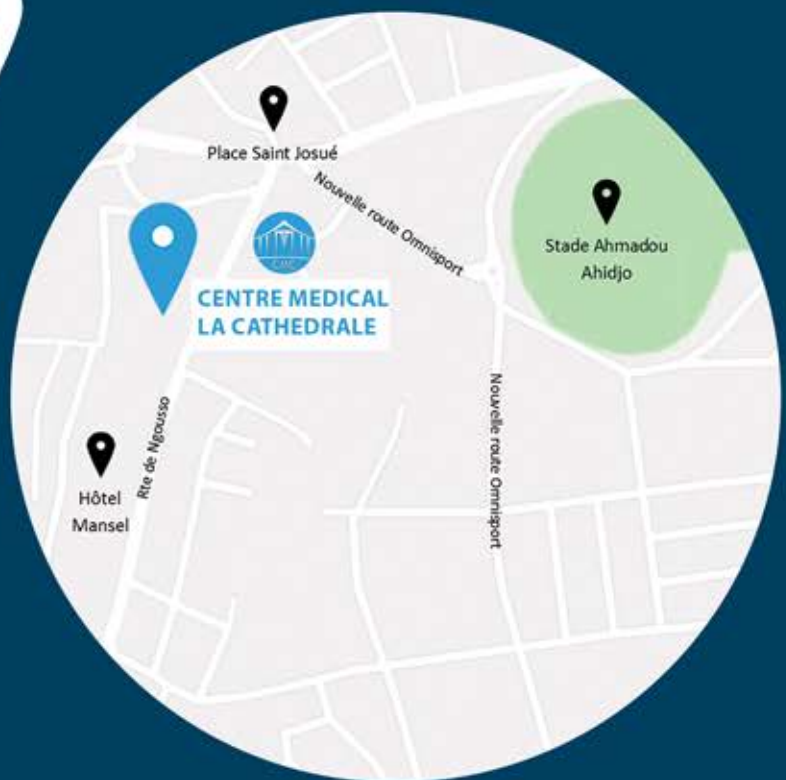 Place Saint Josué
Nouvelle route Omnisport
Stade Ahmadou
Ahidjo
CENTRE MEDICAL
LA CATHEDRALE
Rte de Ngousso
Nouvelle route Omnisport
Hôtel
Mansel